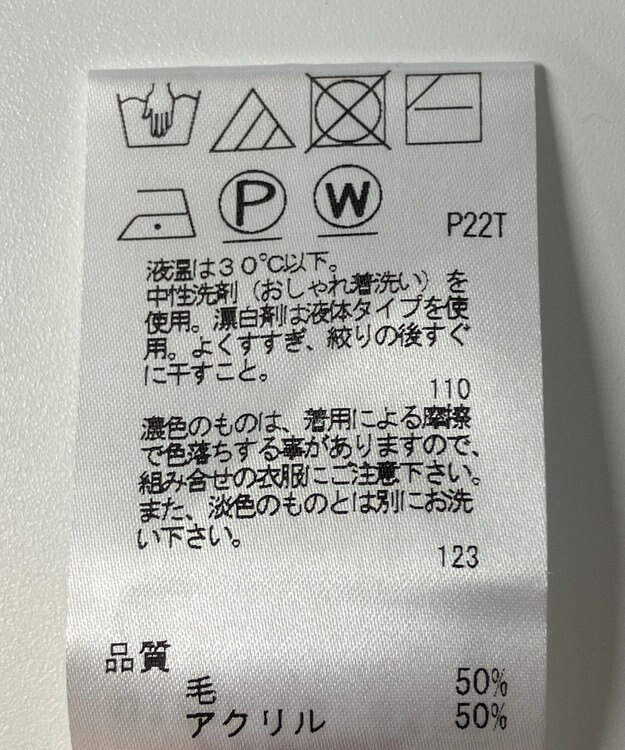 P W P22T
液温は30℃以下。
中性洗剤（おしゃれ着洗い）を
使用。漂白剤は液体タイプを使
用。よくすすぎ、絞りの後すぐ
に干すこと。
110
濃色のものは、着用による摩擦
で色落ちする事がありますので、
組み合せの衣服にご注意下さい。
また、淡色のものとは別にお洗
い下さい。
123
品質
毛 50%
アクリル 50%